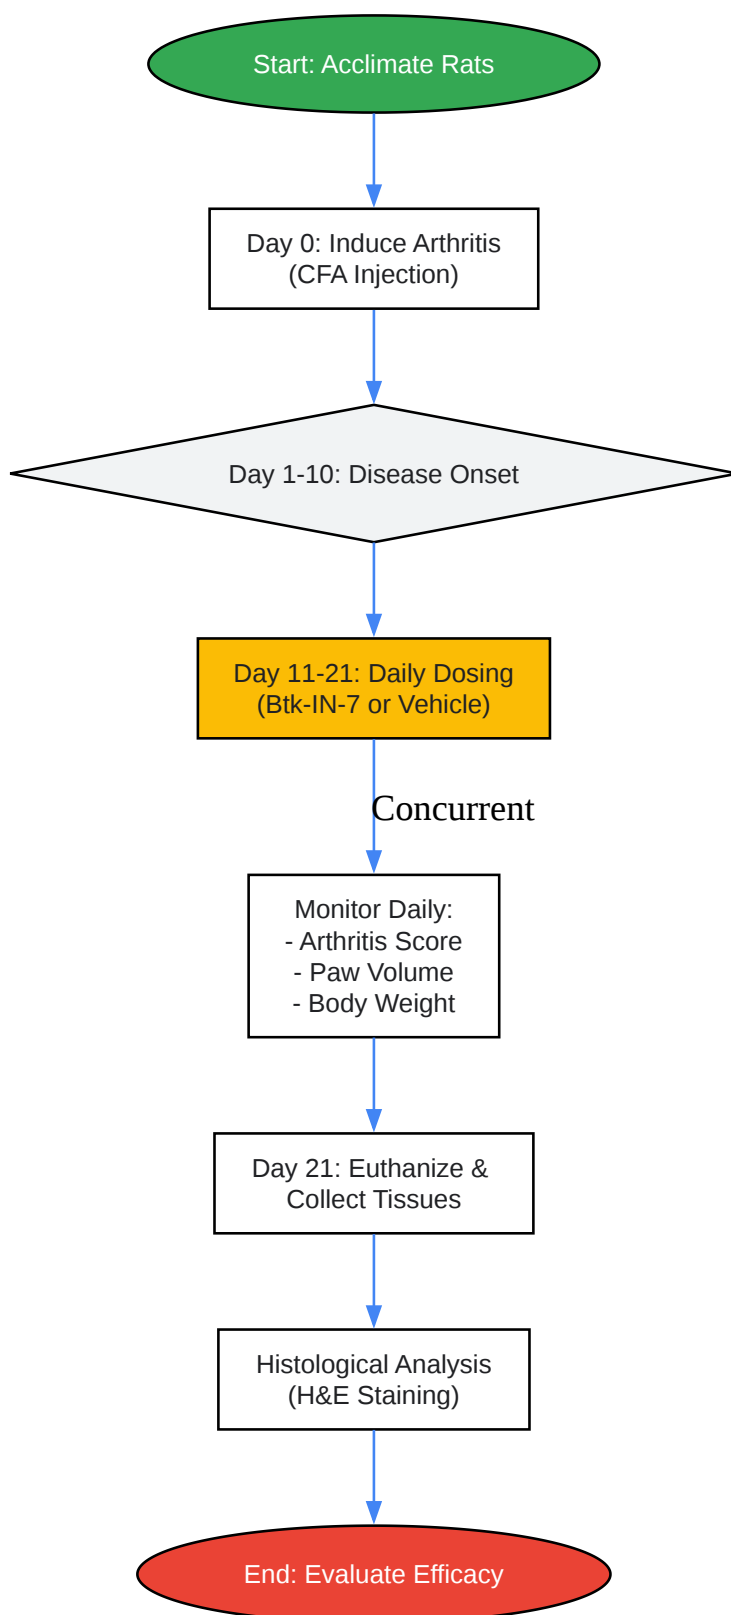 Start: Acclimate Rats
Day 0: Induce Arthritis
(CFA Injection)
Day 1-10: Disease Onset
Day 11-21: Daily Dosing
(Btk-IN-7 or Vehicle)
Concurrent
Monitor Daily:
- Arthritis Score
- Paw Volume
- Body Weight
Day 21: Euthanize &
Collect Tissues
Histological Analysis
(H&E Staining)
End: Evaluate Efficacy